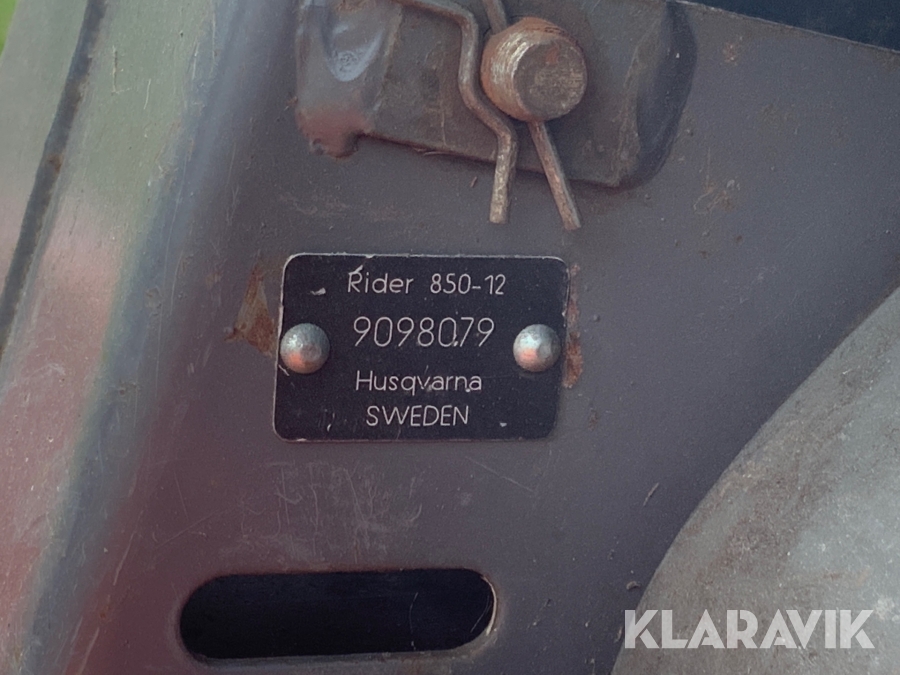 Rider 850-12
9098079
Husqvarna
SWEDEN
KLARAVIK